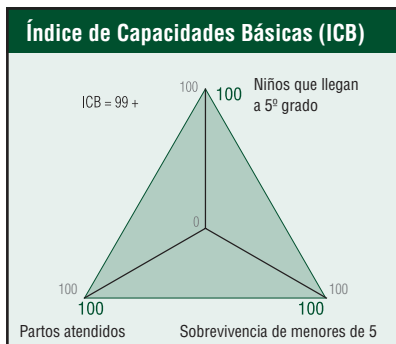 Índice de Capacidades Básicas (ICB)
ICB = 99 +
100
100
Niños que llegan
a 5º grado
0
100
100
100
100
Partos atendidos
Sobrevivencia de menores de 5